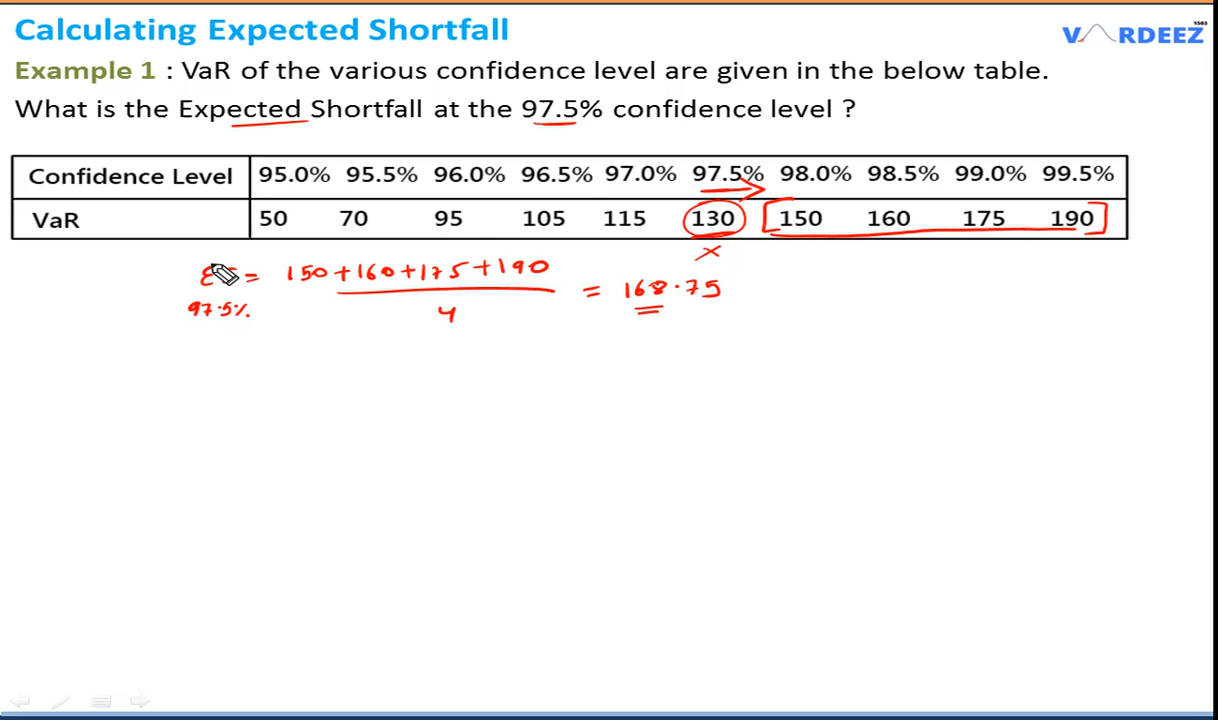 Calculating Expected Shortfall
1503
VARDEEZ
Example 1 : VaR of the various confidence level are given in the below table.
What is the Expected Shortfall at the 97.5% confidence level ?
Confidence Level 95.0% 95.5% 96.0% 96.5% 97.0% 97.5% 98.0% 98.5% 99.0% 99.5%
VaR 50 70 95 105 115 130 150 160 175 190
×
= 150+160+175+190
97.5%
4
= 168.75